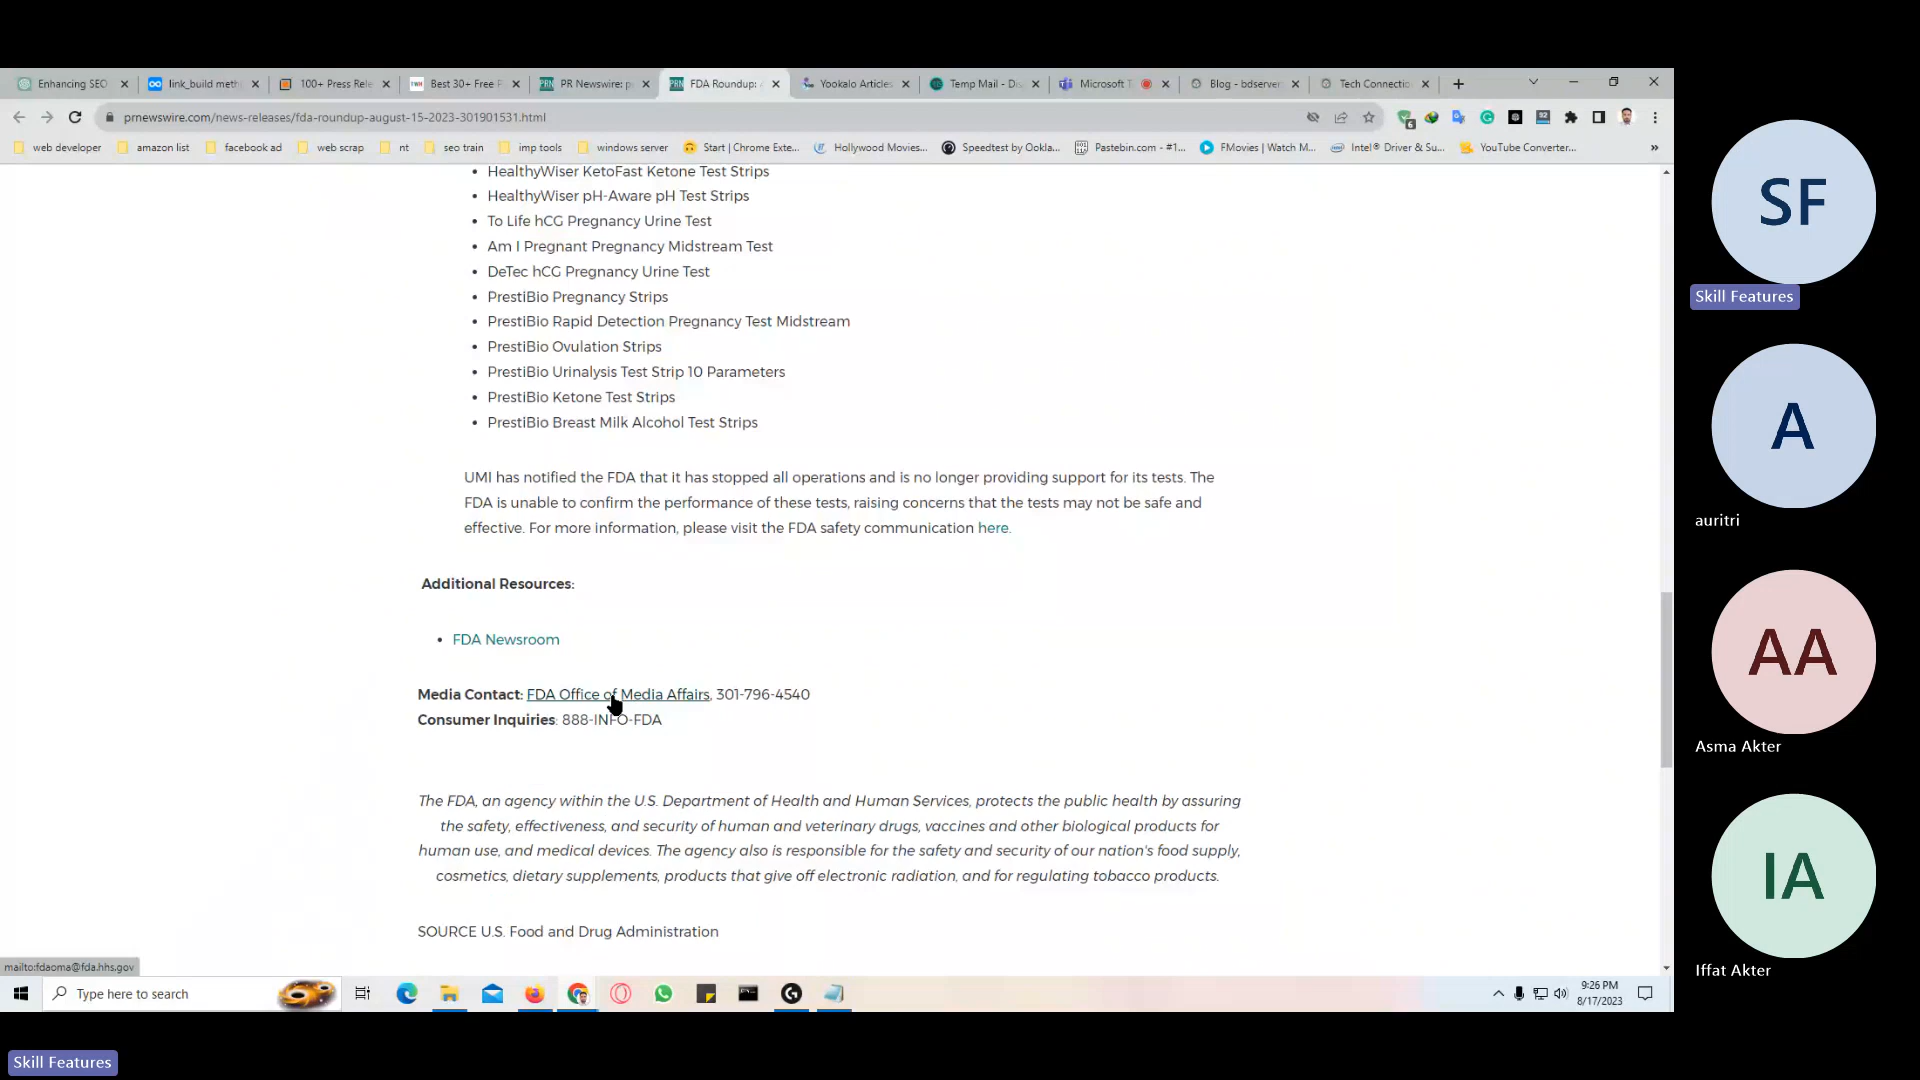 Enhancing SEO
link_build meth
100+ Press Rele
Best 30+ Free P
PR Newswire: p
FDA Roundup:
Yookalo Articles
Temp Mail - Di
Microsoft T
Blog - bdserver
Tech Connectio
prnewswire.com/news-releases/fda-roundup-august-15-2023-301901531.html
web developer
amazon list
facebook ad
web scrap
nt
seo train
imp tools
windows server
Start | Chrome Exte...
Hollywood Movies...
Speedtest by Ookla...
Pastebin.com - #1...
FMovies | Watch M...
Intel® Driver & Su...
YouTube Converter...
»
• HealthyWiser KetoFast Ketone Test Strips
• HealthyWiser pH-Aware pH Test Strips
• To Life hCG Pregnancy Urine Test
• Am I Pregnant Pregnancy Midstream Test
• DeTec hCG Pregnancy Urine Test
• PrestiBio Pregnancy Strips
• PrestiBio Rapid Detection Pregnancy Test Midstream
• PrestiBio Ovulation Strips
• PrestiBio Urinalysis Test Strip 10 Parameters
• PrestiBio Ketone Test Strips
• PrestiBio Breast Milk Alcohol Test Strips
UMI has notified the FDA that it has stopped all operations and is no longer providing support for its tests. The
FDA is unable to confirm the performance of these tests, raising concerns that the tests may not be safe and
effective. For more information, please visit the FDA safety communication here.
Additional Resources:
• FDA Newsroom
Media Contact: FDA Office of Media Affairs, 301-796-4540
Consumer Inquiries: 888-INFO-FDA
The FDA, an agency within the U.S. Department of Health and Human Services, protects the public health by assuring
the safety, effectiveness, and security of human and veterinary drugs, vaccines and other biological products for
human use, and medical devices. The agency also is responsible for the safety and security of our nation's food supply,
cosmetics, dietary supplements, products that give off electronic radiation, and for regulating tobacco products.
SOURCE U.S. Food and Drug Administration
mailto:fdaoma@fda.hhs.gov
Type here to search
9:26 PM
8/17/2023
SF
Skill Features
A
auritri
AA
Asma Akter
IA
Iffat Akter
Skill Features